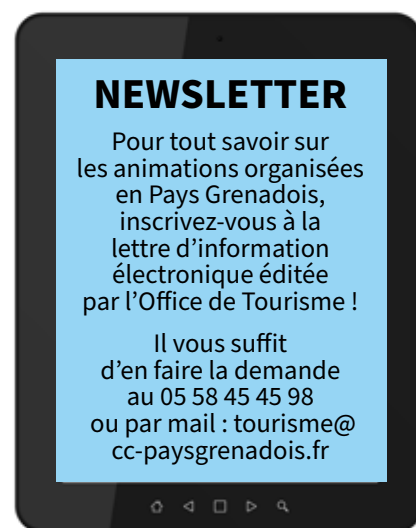 NEWSLETTER
Pour tout savoir sur
les animations organisées
en Pays Grenadois,
inscrivez-vous à la
lettre d’information
électronique éditée
par l’Office de Tourisme !
Il vous suffit
d’en faire la demande
au 05 58 45 45 98
ou par mail : tourisme@
cc-paysgrenadois.fr